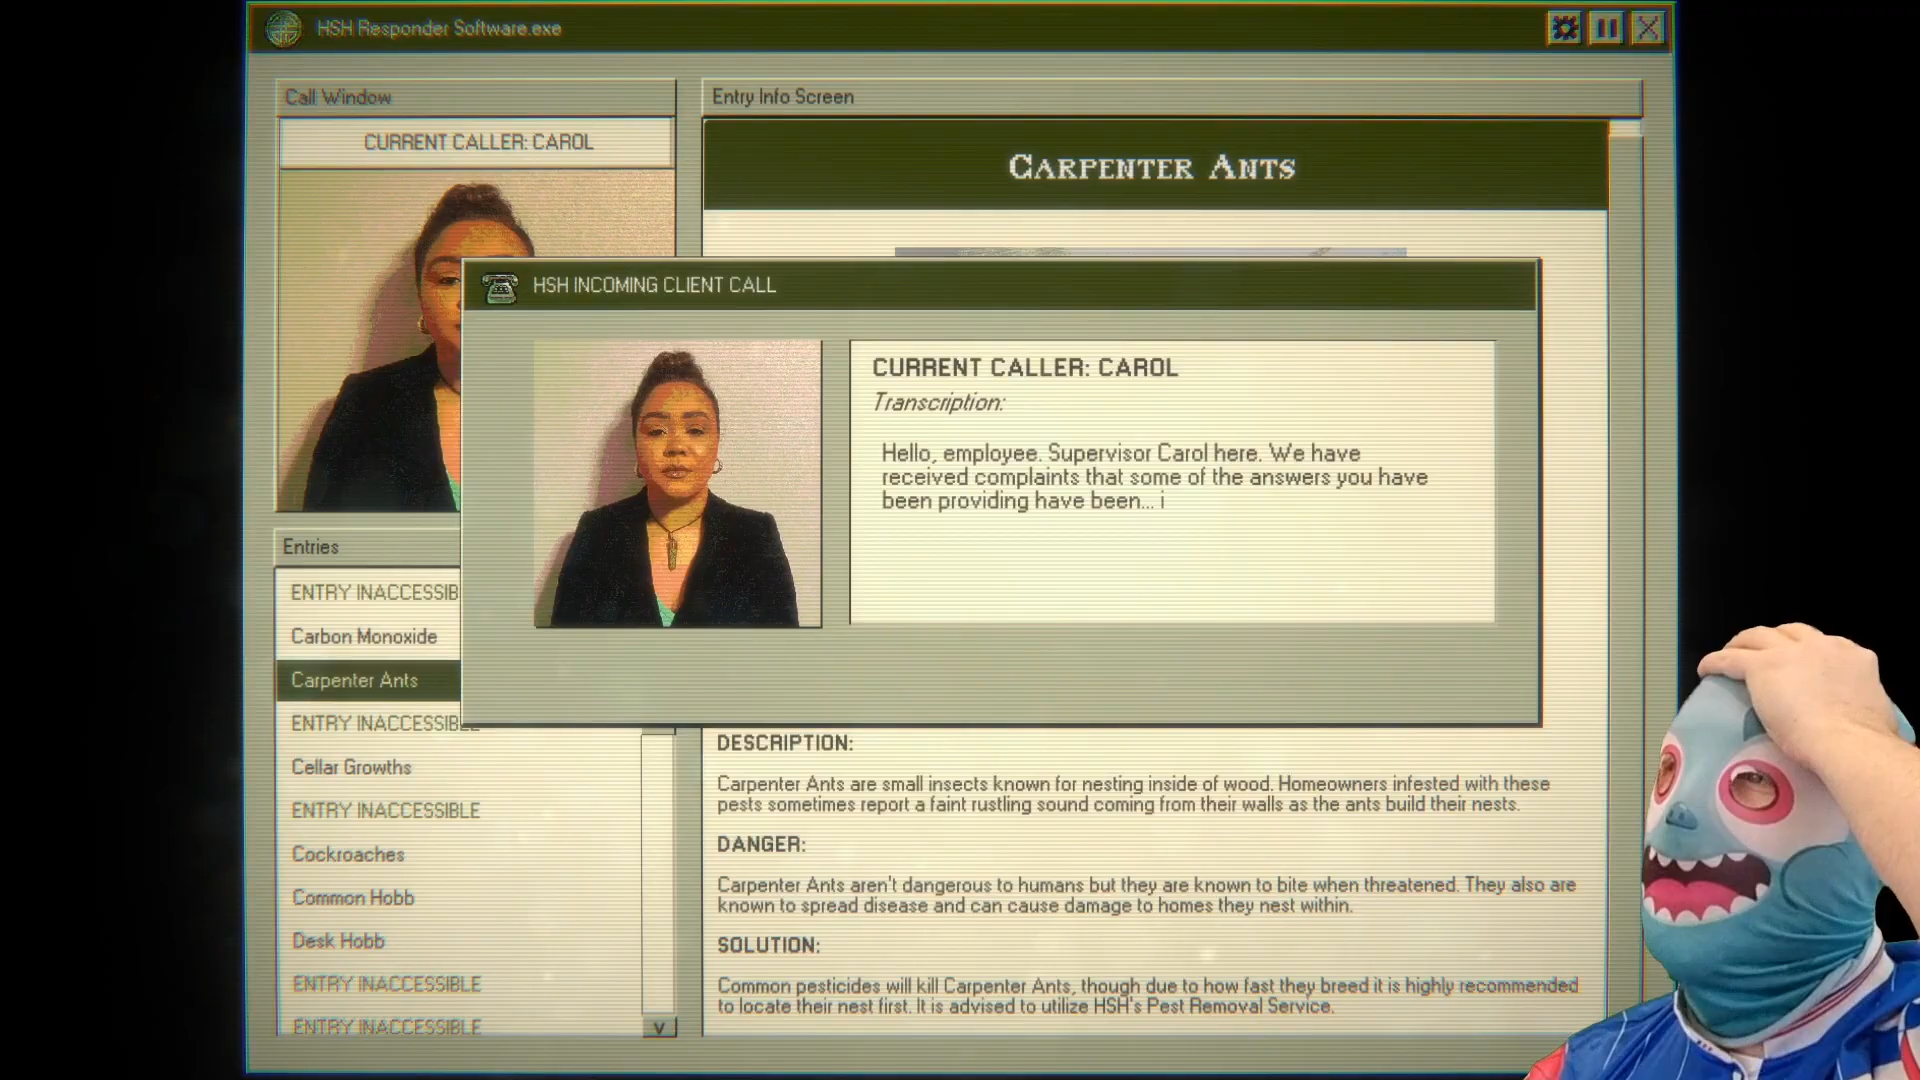 HSH Responder Software.exe
Call Window
CURRENT CALLER: CAROL
Entry Info Screen
CARPENTER ANTS
HSH INCOMING CLIENT CALL
CURRENT CALLER: CAROL
Transcription:
Hello, employee. Supervisor Carol here. We have
received complaints that some of the answers you have
been providing have been... i
Entries
ENTRY INACCESSIB
Carbon Monoxide
Carpenter Ants
ENTRY INACCESSIBLE
Cellar Growths
ENTRY INACCESSIBLE
Cockroaches
Common Hobb
Desk Hobb
ENTRY INACCESSIBLE
ENTRY INACCESSIBLE
V
DESCRIPTION:
Carpenter Ants are small insects known for nesting inside of wood. Homeowners infested with these
pests sometimes report a faint rustling sound coming from their walls as the ants build their nests.
DANGER:
Carpenter Ants aren't dangerous to humans but they are known to bite when threatened. They also are
known to spread disease and can cause damage to homes they nest within.
SOLUTION:
Common pesticides will kill Carpenter Ants, though due to how fast they breed it is highly recommended
to locate their nest first. It is advised to utilize HSH's Pest Removal Service.